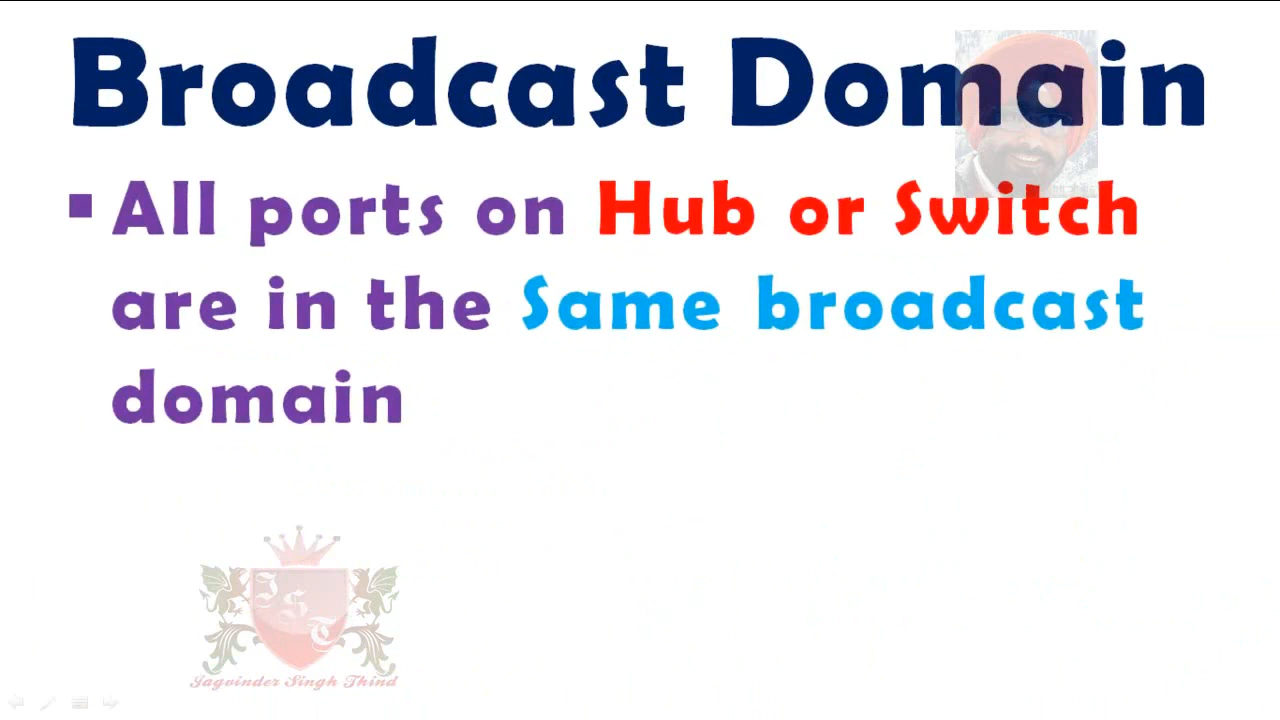 Broadcast Domain
All ports on Hub or Switch
are in the Same broadcast
domain
J S T
Jagvinder Singh Thind